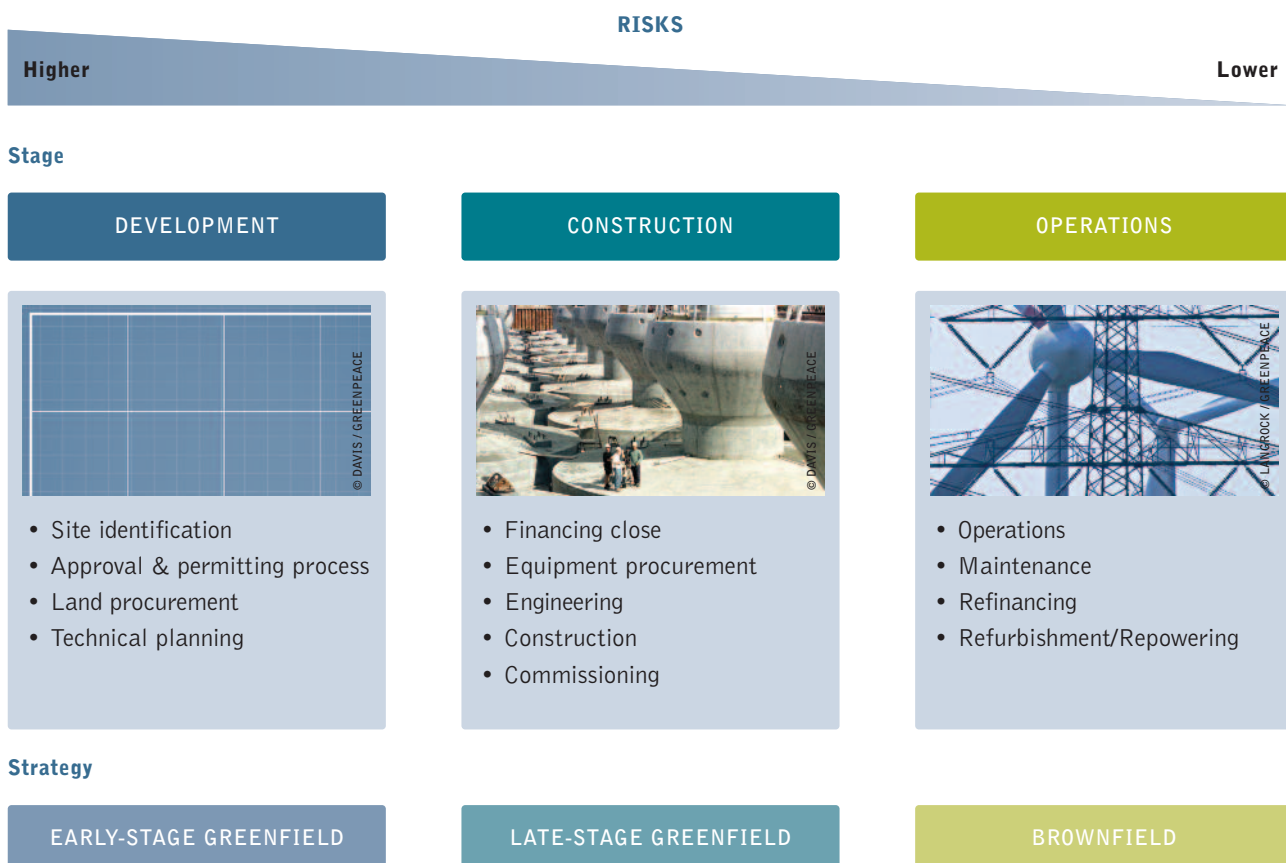 RISKS
Higher
Lower
Stage
DEVELOPMENT
CONSTRUCTION
OPERATIONS
© DAVIS / GREENPEACE
• Site identification
• Approval & permitting process
• Land procurement
• Technical planning
© DAVIS / GREENPEACE
• Financing close
• Equipment procurement
• Engineering
• Construction
• Commissioning
© LANGROCK / GREENPEACE
• Operations
• Maintenance
• Refinancing
• Refurbishment/Repowering
Strategy
EARLY-STAGE GREENFIELD
LATE-STAGE GREENFIELD
BROWNFIELD